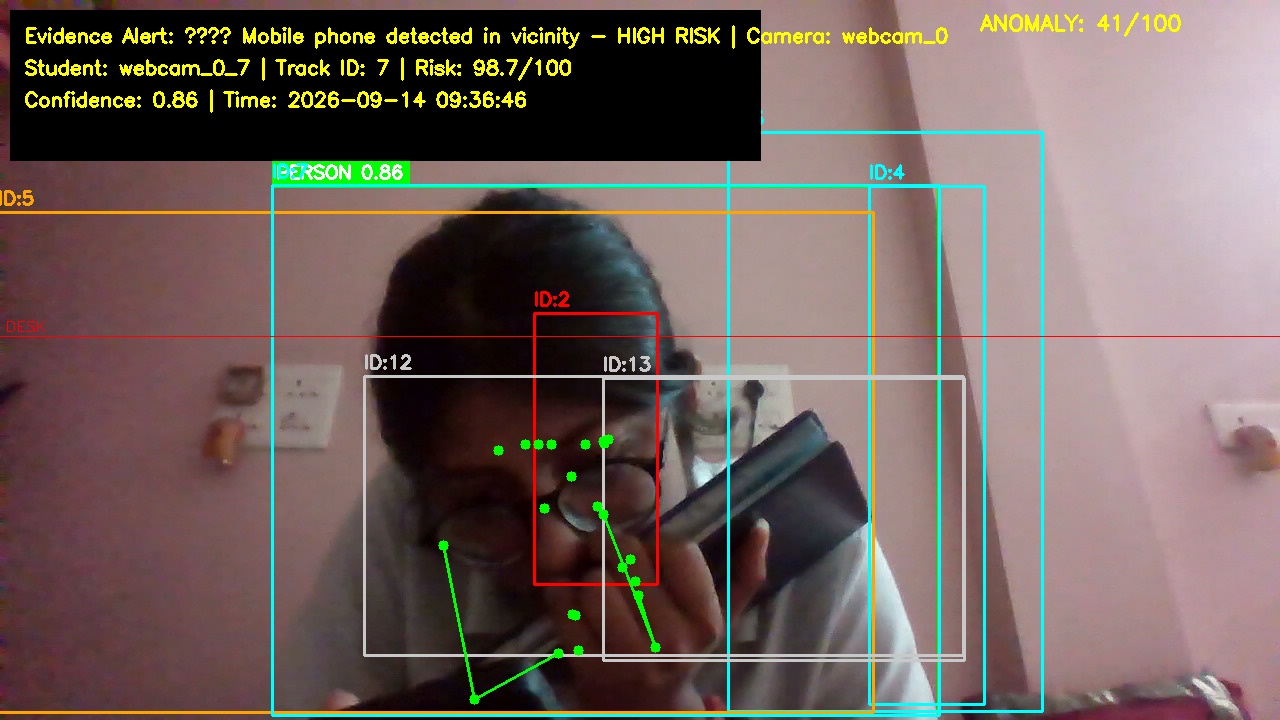 Evidence Alert: ???? Mobile phone detected in vicinity - HIGH RISK | Camera: webcam_0
ANOMALY: 41/100
Student: webcam_0_7 | Track ID: 7 | Risk: 98.7/100
Confidence: 0.86 | Time: 2026-09-14 09:36:46
PERSON 0.86
ID:4
ID:5
ID:2
DESK
ID:12
ID:13